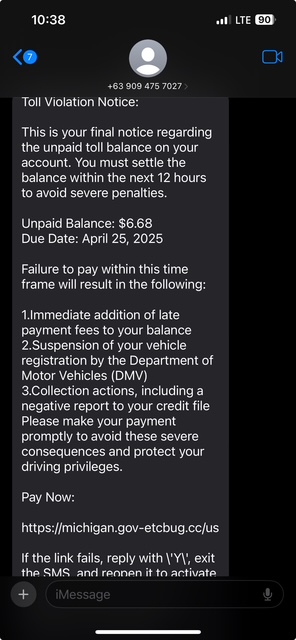 10:38
LTE 90
7
+63 909 475 7027
Toll Violation Notice:
This is your final notice regarding
the unpaid toll balance on your
account. You must settle the
balance within the next 12 hours
to avoid severe penalties.
Unpaid Balance: $6.68
Due Date: April 25, 2025
Failure to pay within this time
frame will result in the following:
1.Immediate addition of late
payment fees to your balance
2.Suspension of your vehicle
registration by the Department of
Motor Vehicles (DMV)
3.Collection actions, including a
negative report to your credit file
Please make your payment
promptly to avoid these severe
consequences and protect your
driving privileges.
Pay Now:
https://michigan.gov-etcbug.cc/us
If the link fails, reply with \'Y\', exit
the SMS, and reopen it to activate
iMessage